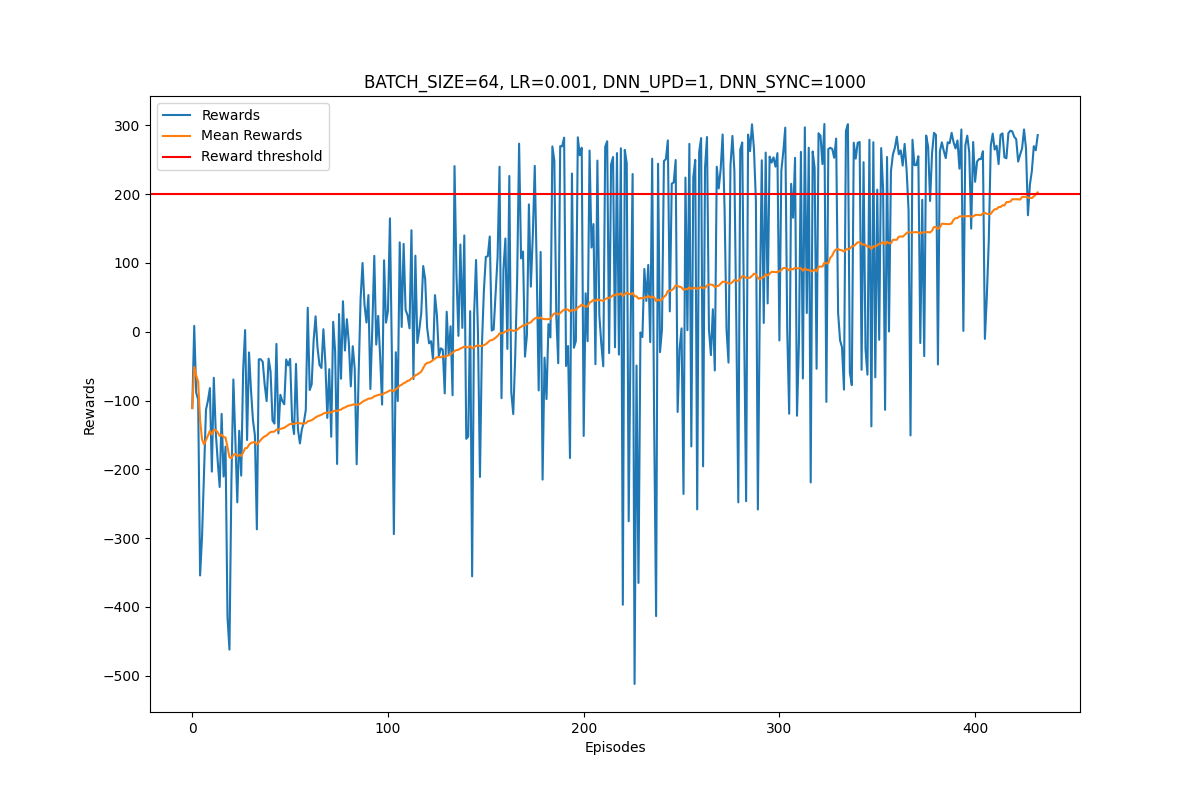 BATCH_SIZE=64, LR=0.001, DNN_UPD=1, DNN_SYNC=1000
Rewards
Mean Rewards
Reward threshold
300
200
100
0
−100
−200
−300
−400
−500
Rewards
0
100
200
300
400
Episodes